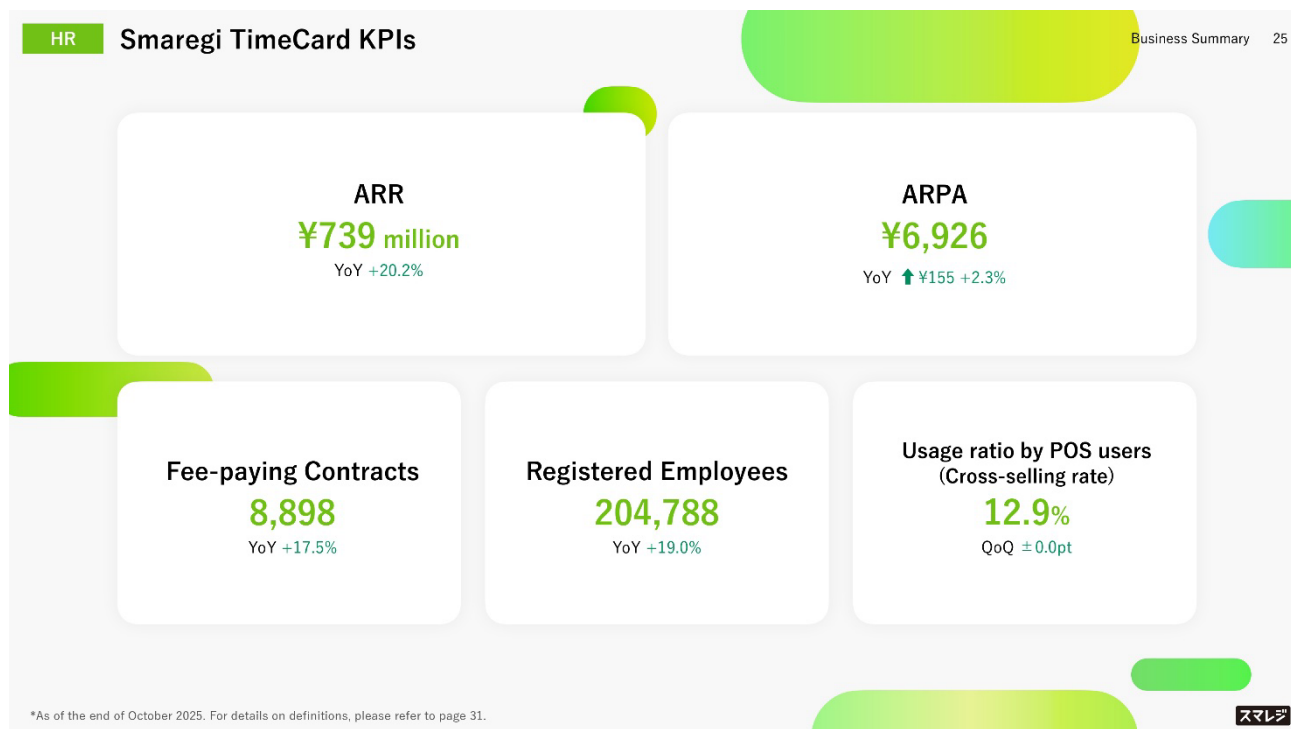 HR
Smaregi TimeCard KPIs
Business Summary 25
ARR
¥739 million
YoY +20.2%
ARPA
¥6,926
YoY ⬆ ¥155 +2.3%
Fee-paying Contracts
8,898
YoY +17.5%
Registered Employees
204,788
YoY +19.0%
Usage ratio by POS users
(Cross-selling rate)
12.9%
QoQ ±0.0pt
*As of the end of October 2025. For details on definitions, please refer to page 31.
スマレジ